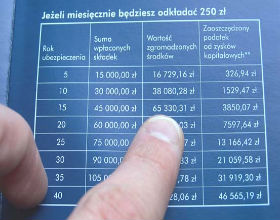 Jeżeli miesięcznie będziesz odkładać 250 zł
Rok ubezpieczenia
Suma wpłaconych składek
Wartość zgromadzonych środków
Zaoszczędzony podatek od zysków kapitałowych**
5 15 000,00 zł 16 729,16 zł 326,94 zł
10 30 000,00 zł 38 080,28 zł 1529,47 zł
15 45 000,00 zł 65 330,31 zł 3850,07 zł
20 60 000,00 zł 7597,64 zł
25 75 000 13 166,42 zł
30 90 000 21 059,58 zł
35 105 31 919,30 zł
40 46 565,19 zł